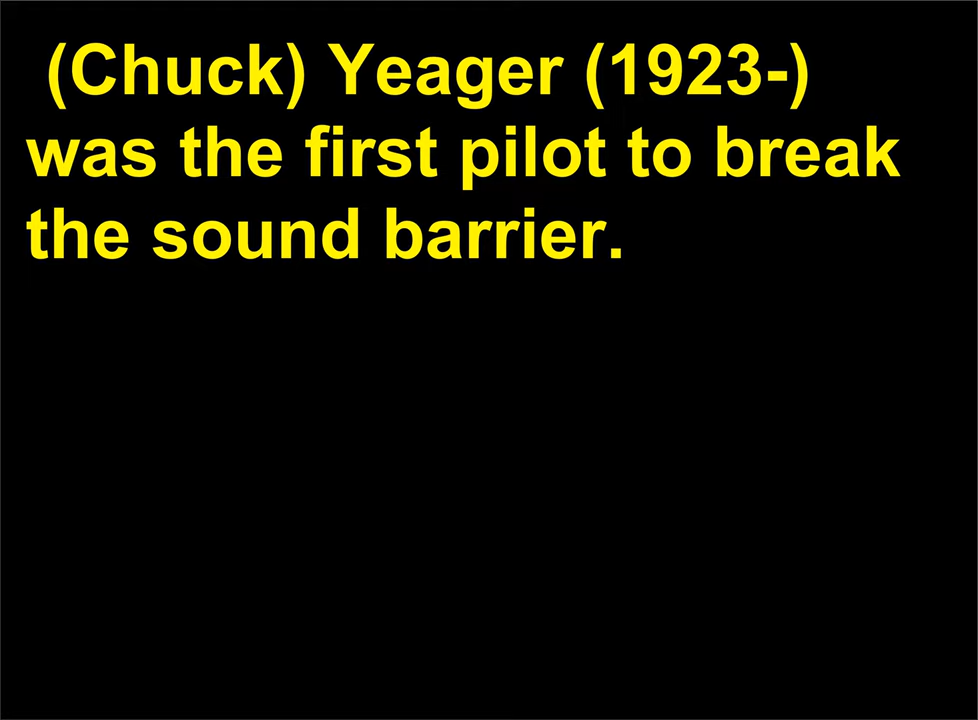 (Chuck) Yeager (1923-)
was the first pilot to break
the sound barrier.